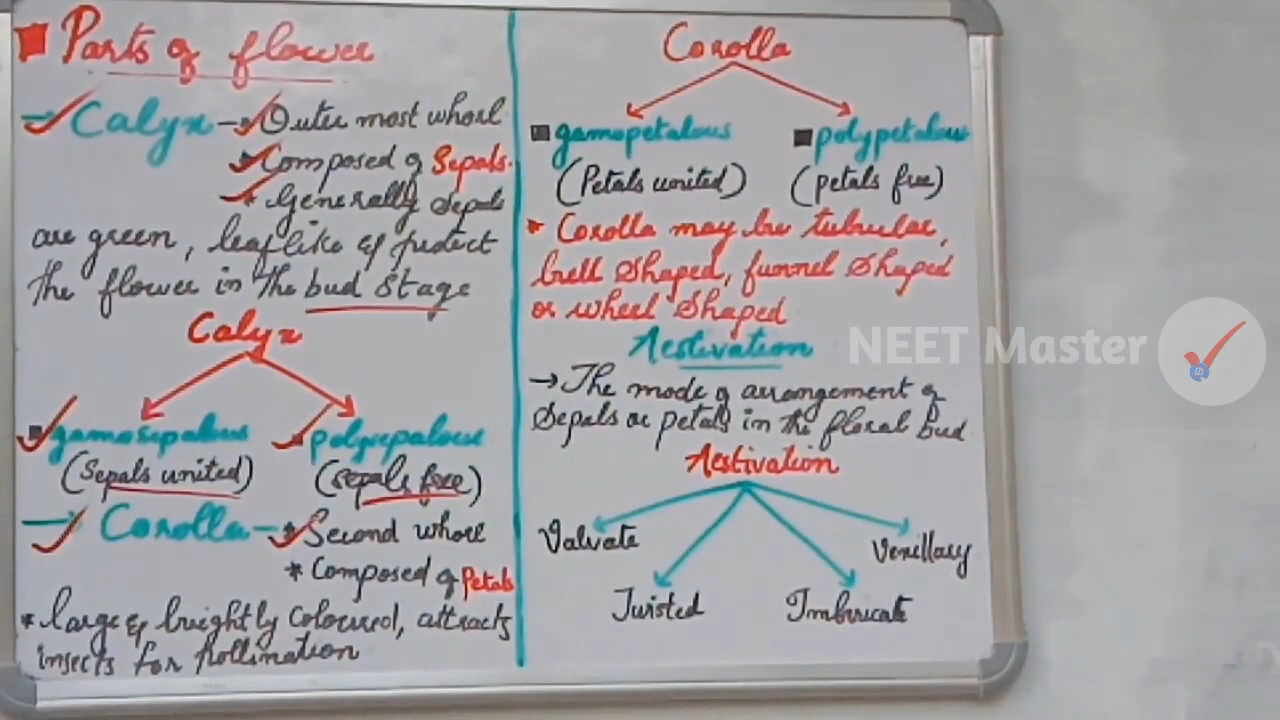 Parts of flower
→ Calyx → * Outer most whorl
* Composed of Sepals.
* Generally Sepals
are green, leaf like & protect
the flower in the bud stage
Calyx
gamosepalous polysepalous
(Sepals united) (sepals free)
→ Corolla → * Second whorl
* Composed of Petals
* large & brightly coloured, attracts
insects for pollination
Corolla
gamopetalous polypetalous
(Petals united) (petals free)
* Corolla may be tubular,
bell shaped, funnel shaped
or wheel shaped
Aestivation
→ The mode of arrangement of
Sepals or petals in the floral bud
Aestivation
Valvate Vexillary
Twisted Imbricate
NEET Master